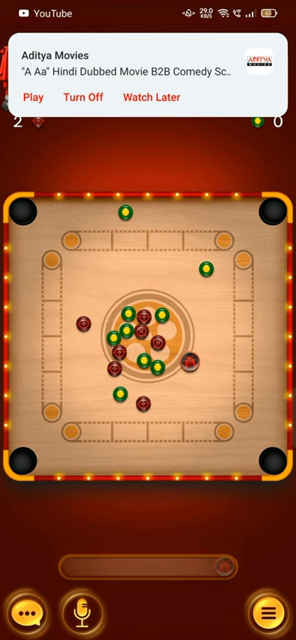 YouTube
29.0
KB/S
Aditya Movies
"A Aa" Hindi Dubbed Movie B2B Comedy Sc..
ADITYA
MOVIES
Play Turn Off Watch Later
2 0